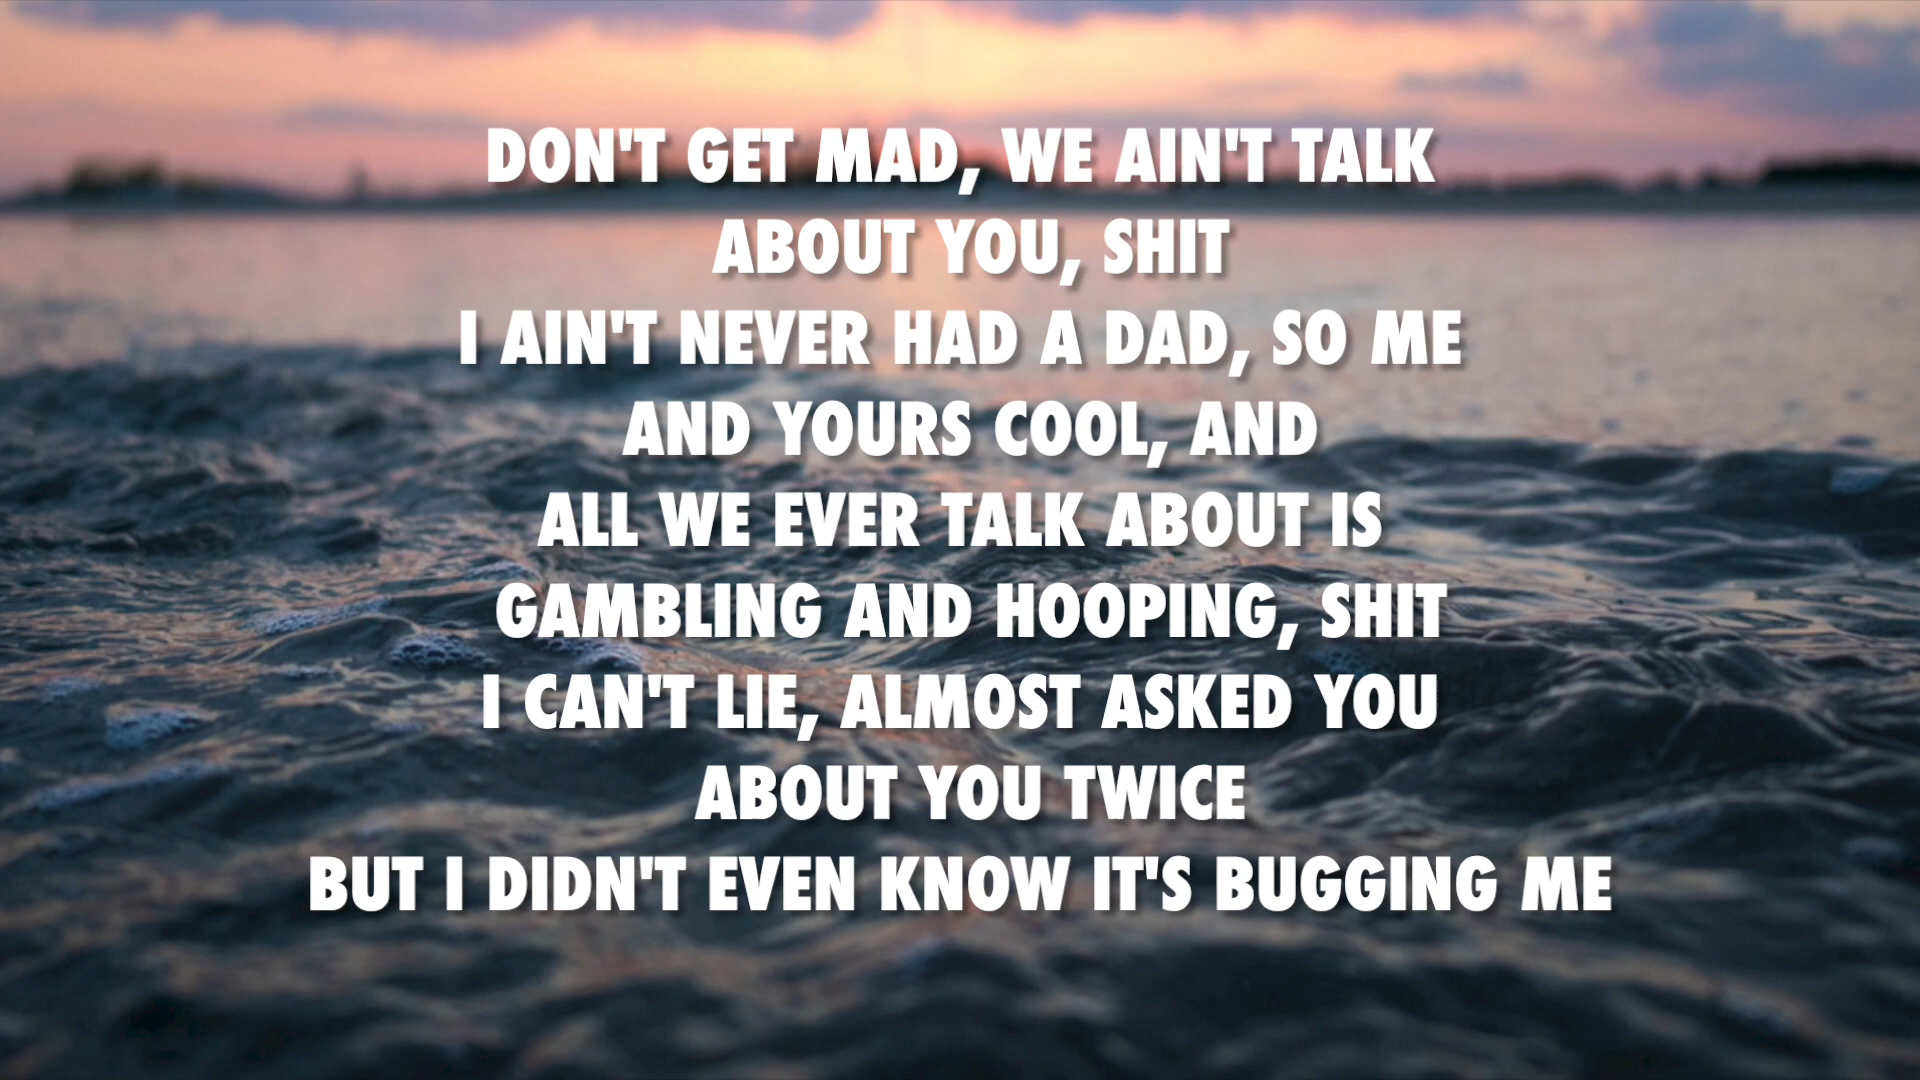 DON'T GET MAD, WE AIN'T TALK
ABOUT YOU, SHIT
I AIN'T NEVER HAD A DAD, SO ME
AND YOURS COOL, AND
ALL WE EVER TALK ABOUT IS
GAMBLING AND HOOPING, SHIT
I CAN'T LIE, ALMOST ASKED YOU
ABOUT YOU TWICE
BUT I DIDN'T EVEN KNOW IT'S BUGGING ME